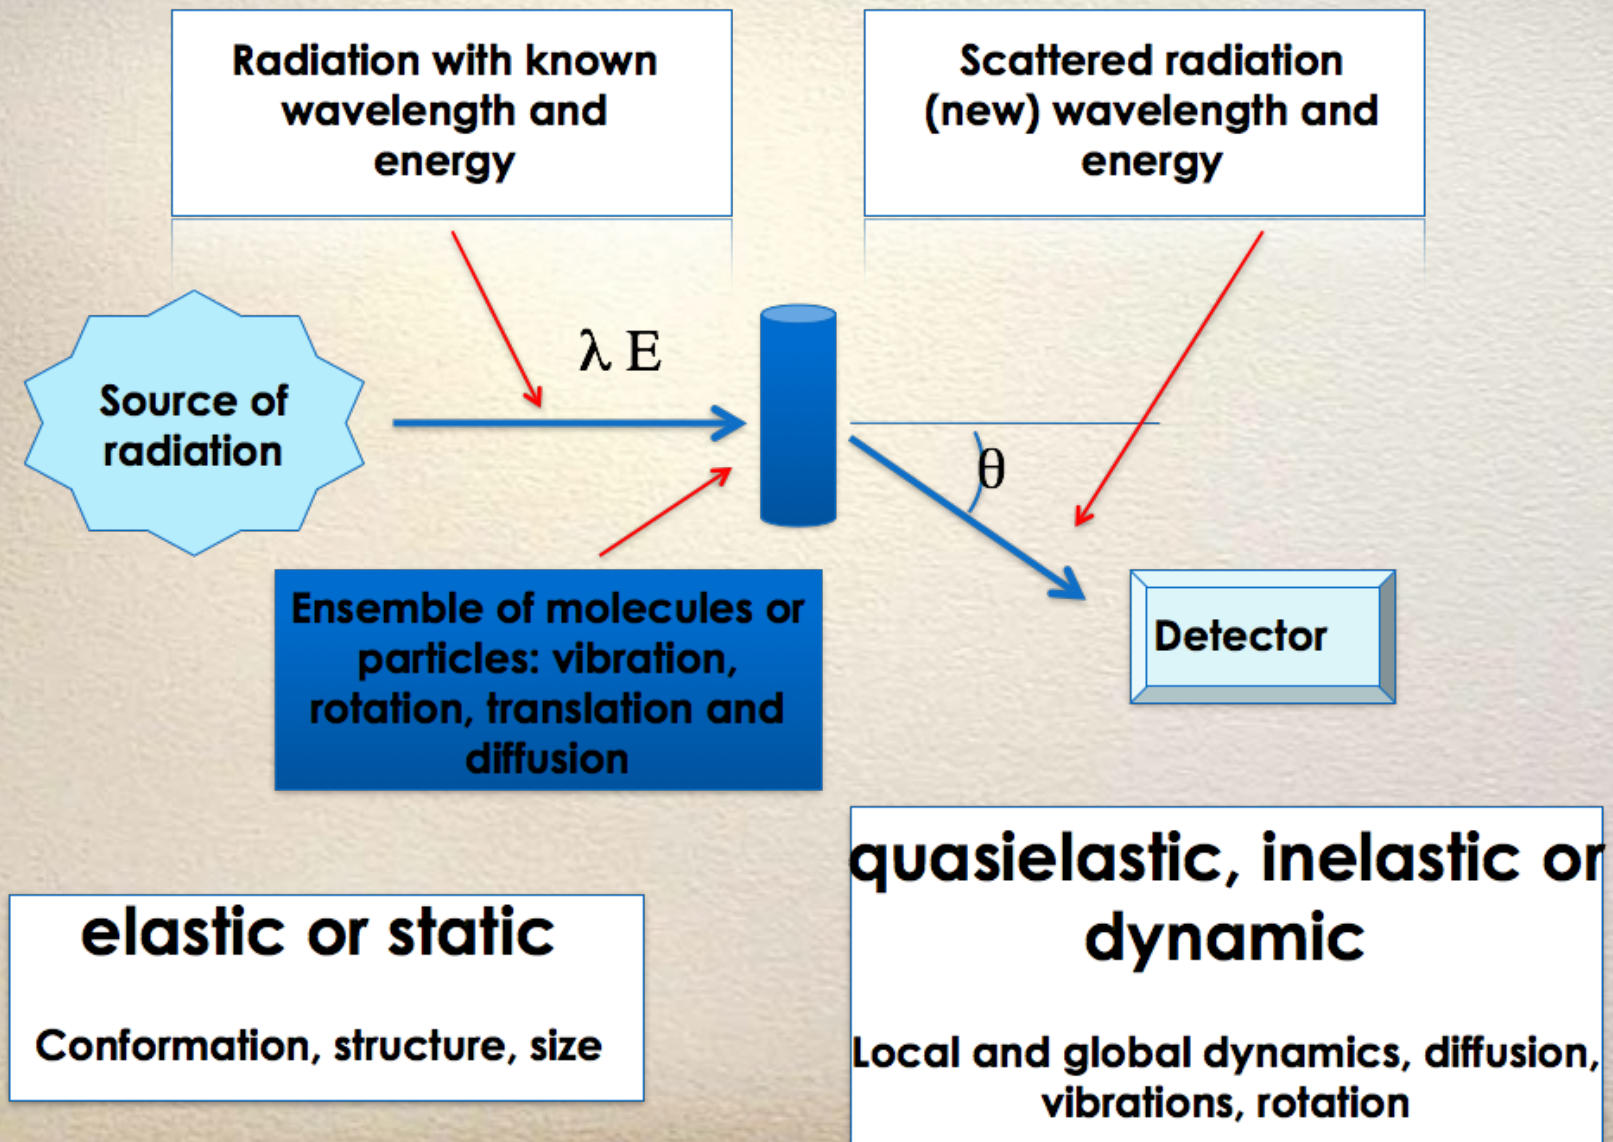 Radiation with known
wavelength and
energy
Scattered radiation
(new) wavelength and
energy
Source of
radiation
λ E
θ
Ensemble of molecules or
particles: vibration,
rotation, translation and
diffusion
Detector
elastic or static
Conformation, structure, size
quasielastic, inelastic or
dynamic
Local and global dynamics, diffusion,
vibrations, rotation